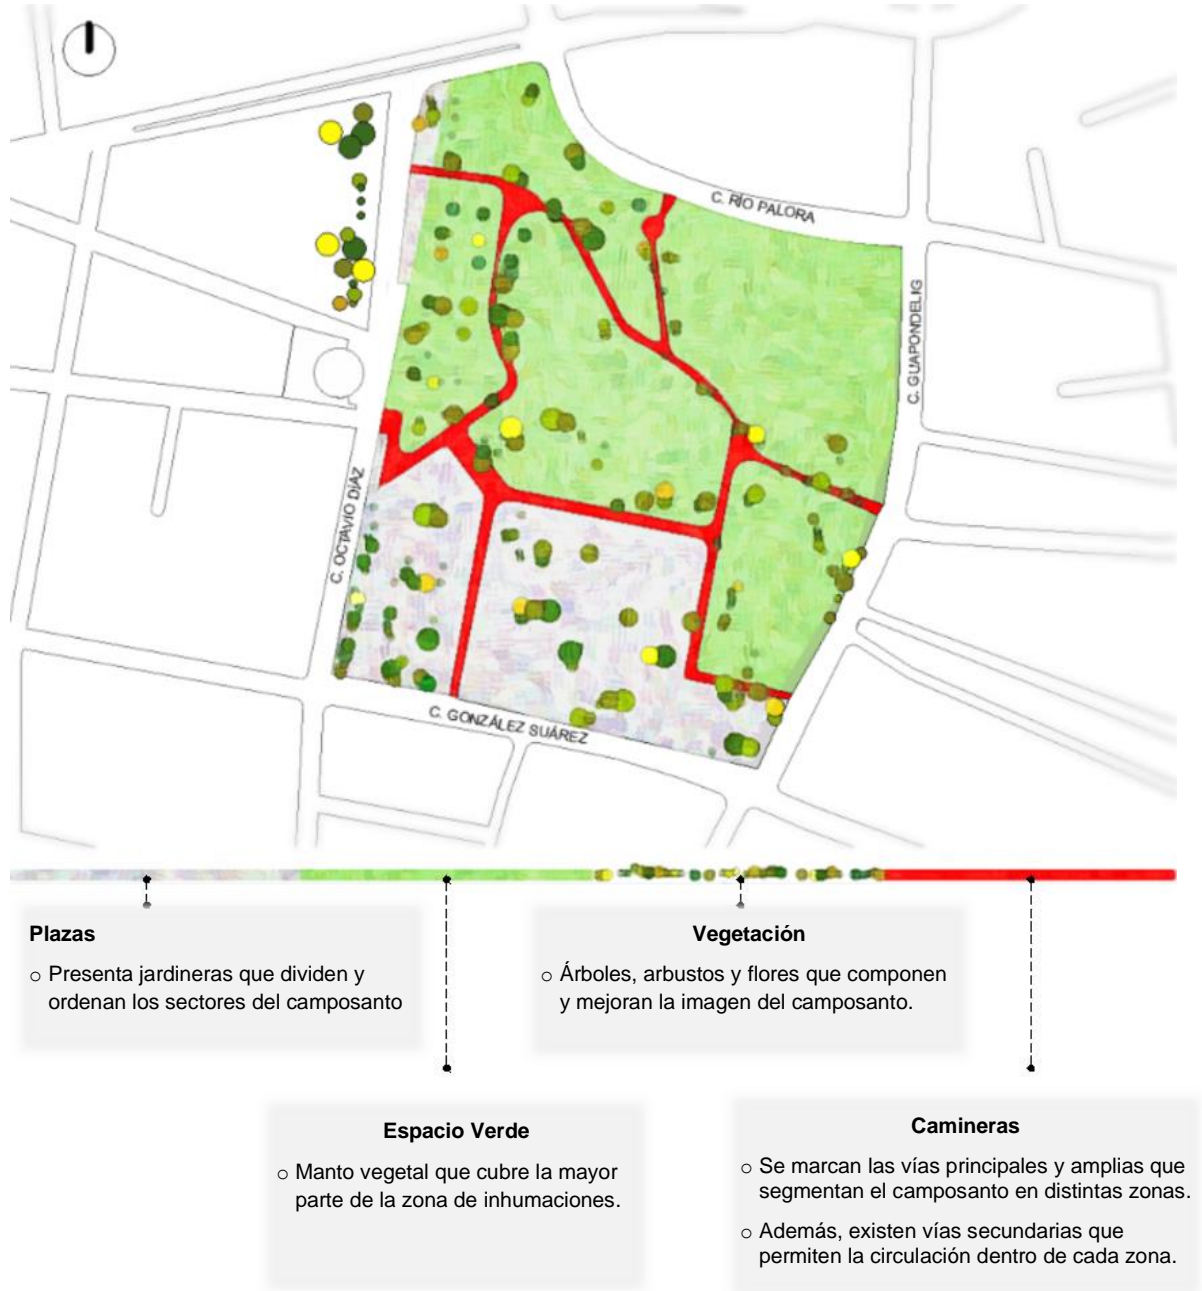 C. RÍO PALORA
C. GUAPONDELIG
C. OCTAVIO DÍAZ
C. GONZÁLEZ SUÁREZ
Plazas
○ Presenta jardineras que dividen y
ordenan los sectores del camposanto
Vegetación
○ Árboles, arbustos y flores que componen
y mejoran la imagen del camposanto.
Espacio Verde
○ Manto vegetal que cubre la mayor
parte de la zona de inhumaciones.
Camineras
○ Se marcan las vías principales y amplias que
segmentan el camposanto en distintas zonas.
○ Además, existen vías secundarias que
permiten la circulación dentro de cada zona.